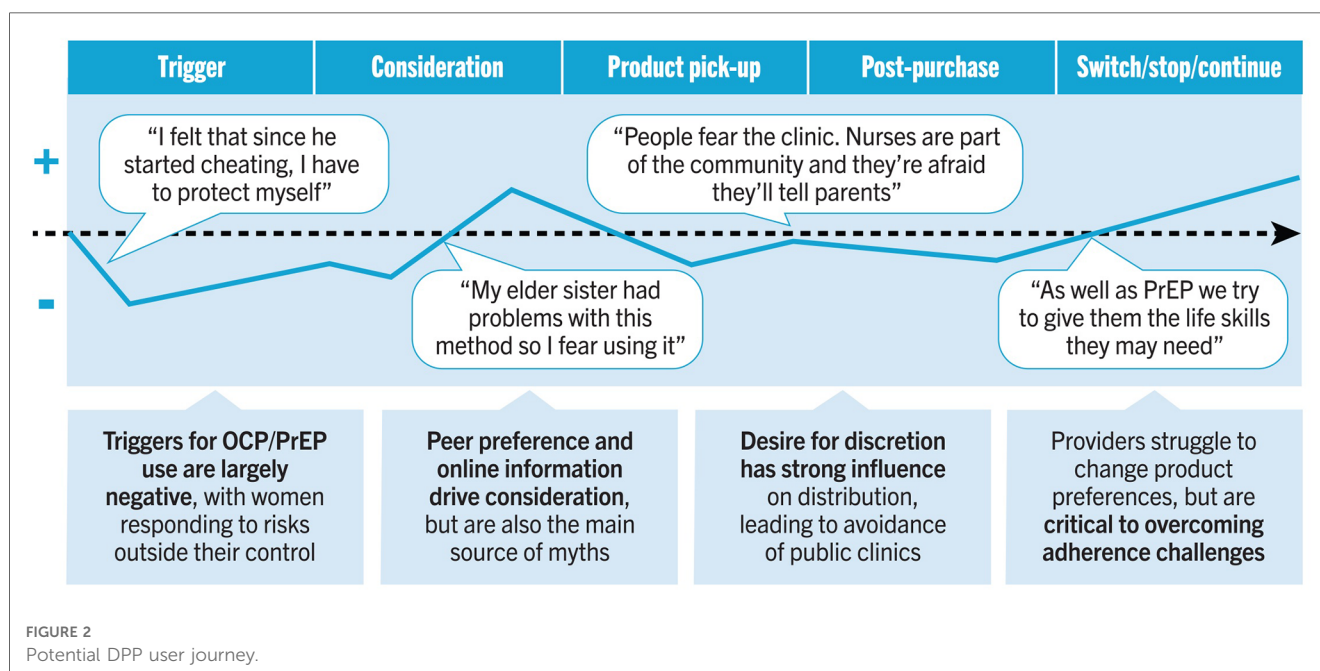 Trigger
Consideration
Product pick-up
Post-purchase
Switch/stop/continue
+
-
“I felt that since he
started cheating, I have
to protect myself”
“My elder sister had
problems with this
method so I fear using it”
“People fear the clinic. Nurses are part
of the community and they’re afraid
they’ll tell parents”
“As well as PrEP we try
to give them the life skills
they may need”
Triggers for OCP/PrEP
use are largely
negative, with women
responding to risks
outside their control
Peer preference and
online information
drive consideration,
but are also the main
source of myths
Desire for discretion
has strong influence
on distribution,
leading to avoidance
of public clinics
Providers struggle to
change product
preferences, but are
critical to overcoming
adherence challenges
FIGURE 2
Potential DPP user journey.